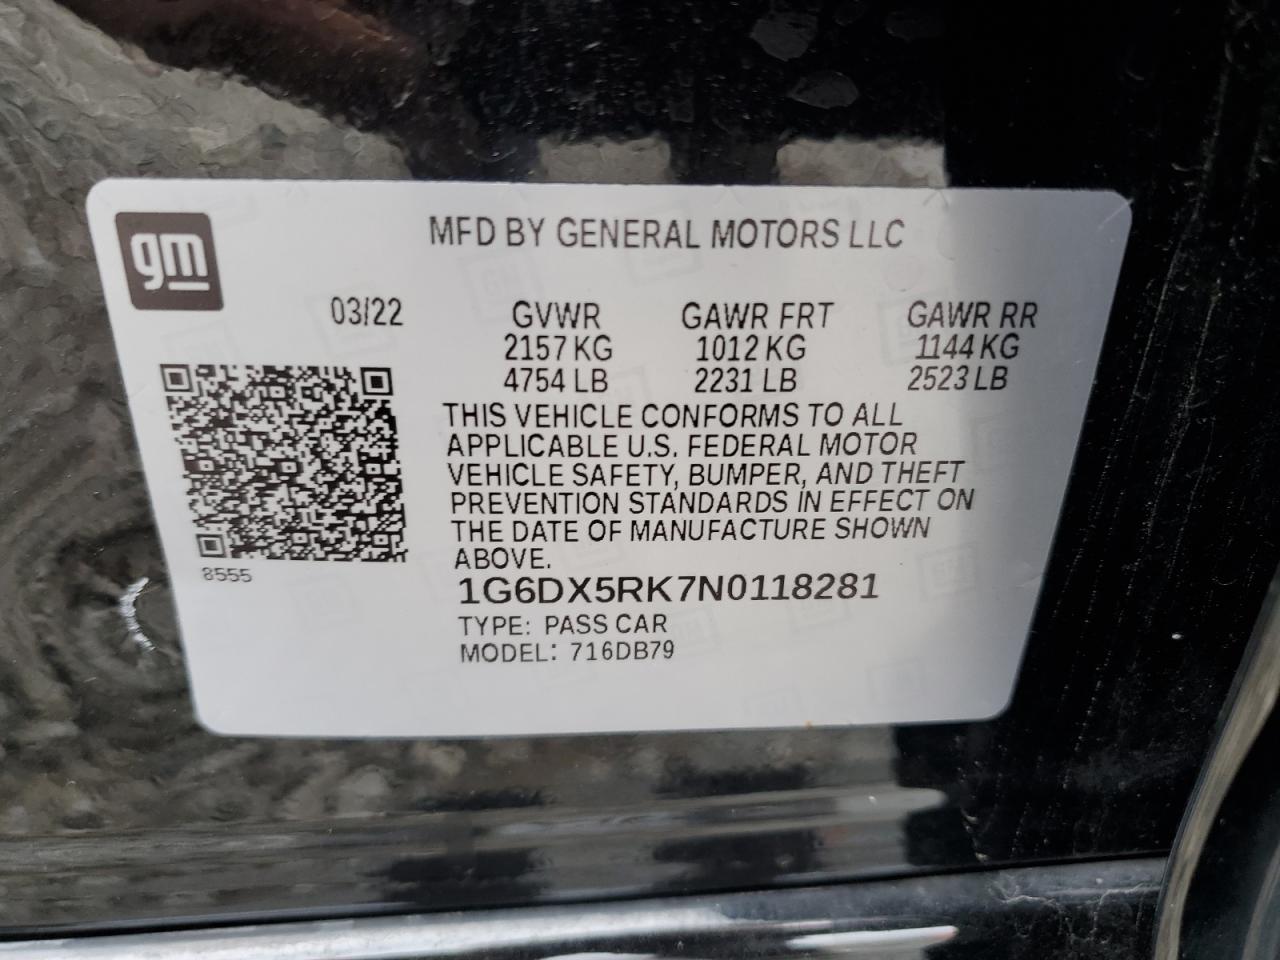 gm
MFD BY GENERAL MOTORS LLC
03/22 GVWR GAWR FRT GAWR RR
2157 KG 1012 KG 1144 KG
4754 LB 2231 LB 2523 LB
THIS VEHICLE CONFORMS TO ALL
APPLICABLE U.S. FEDERAL MOTOR
VEHICLE SAFETY, BUMPER, AND THEFT
PREVENTION STANDARDS IN EFFECT ON
THE DATE OF MANUFACTURE SHOWN
ABOVE.
8555
1G6DX5RK7N0118281
TYPE: PASS CAR
MODEL: 716DB79